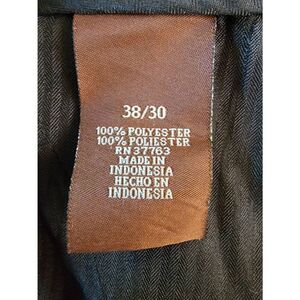 38/30
100% POLYESTER
100% POLIESTER
RN 37763
MADE IN
INDONESIA
HECHO EN
INDONESIA